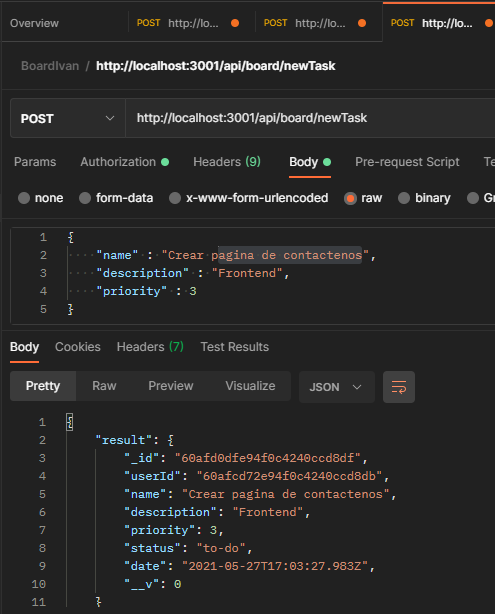 Overview POST http://lo... POST http://lo... POST http://lo...
BoardIvan / http://localhost:3001/api/board/newTask
POST http://localhost:3001/api/board/newTask
Params Authorization Headers (9) Body Pre-request Script Te
none form-data x-www-form-urlencoded raw binary Gr
1 {
2 "name" : "Crear pagina de contactenos",
3 "description" : "Frontend",
4 "priority" : 3
5 }
Body Cookies Headers (7) Test Results
Pretty Raw Preview Visualize JSON
1 {
2 "result": {
3 "_id": "60afd0dfe94f0c4240ccd8df",
4 "userId": "60afcd72e94f0c4240ccd8db",
5 "name": "Crear pagina de contactenos",
6 "description": "Frontend",
7 "priority": 3,
8 "status": "to-do",
9 "date": "2021-05-27T17:03:27.983Z",
10 "__v": 0
11 }